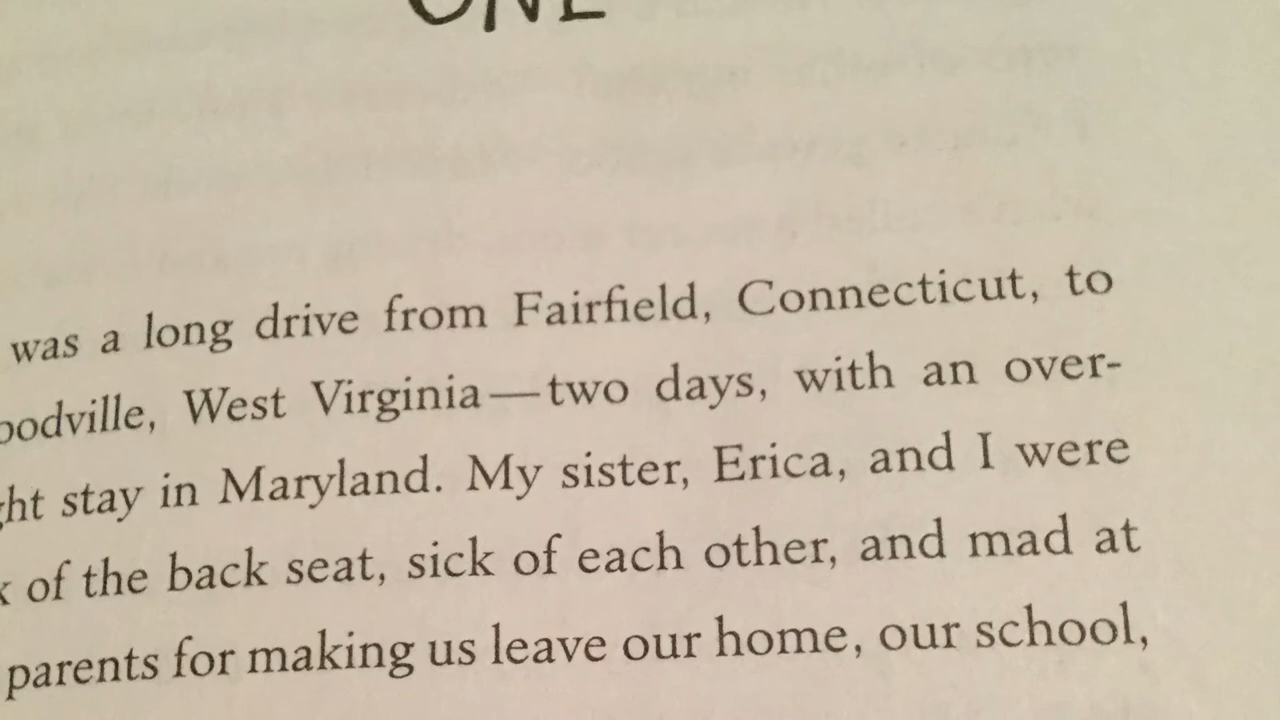 ONE
was a long drive from Fairfield, Connecticut, to
oodville, West Virginia—two days, with an over-
ght stay in Maryland. My sister, Erica, and I were
k of the back seat, sick of each other, and mad at
parents for making us leave our home, our school,